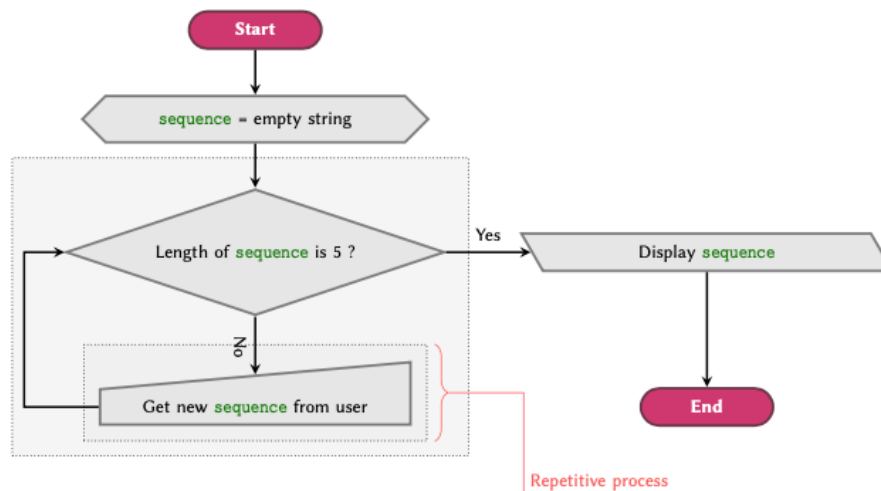 Start
sequence = empty string
Length of sequence is 5 ?
Yes
Display sequence
No
Get new sequence from user
End
Repetitive process